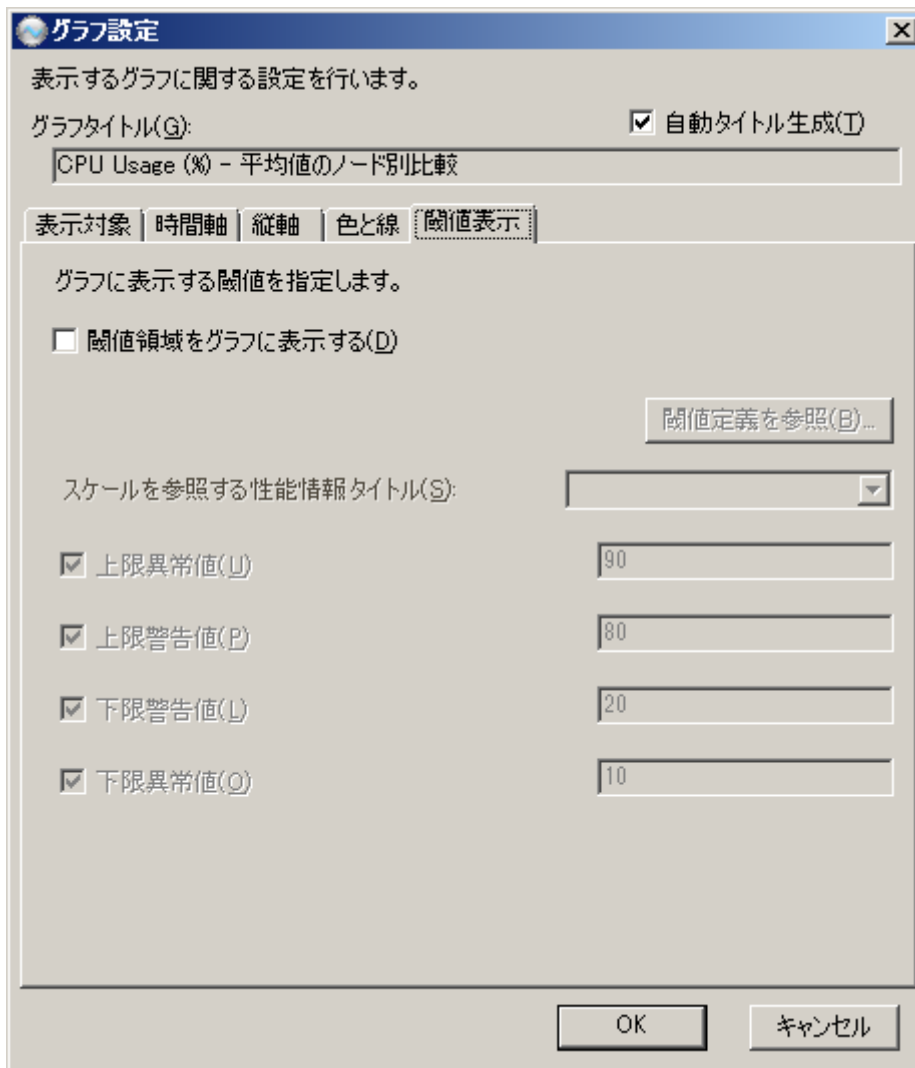 グラフ設定
表示するグラフに関する設定を行います。
グラフタイトル(G):
自動タイトル生成(T)
CPU Usage (%) - 平均値のノード別比較
表示対象 時間軸 縦軸 色と線 閾値表示
グラフに表示する閾値を指定します。
閾値領域をグラフに表示する(D)
閾値定義を参照(B)...
スケールを参照する性能情報タイトル(S):
上限異常値(U) 90
上限警告値(P) 80
下限警告値(L) 20
下限異常値(O) 10
OK キャンセル